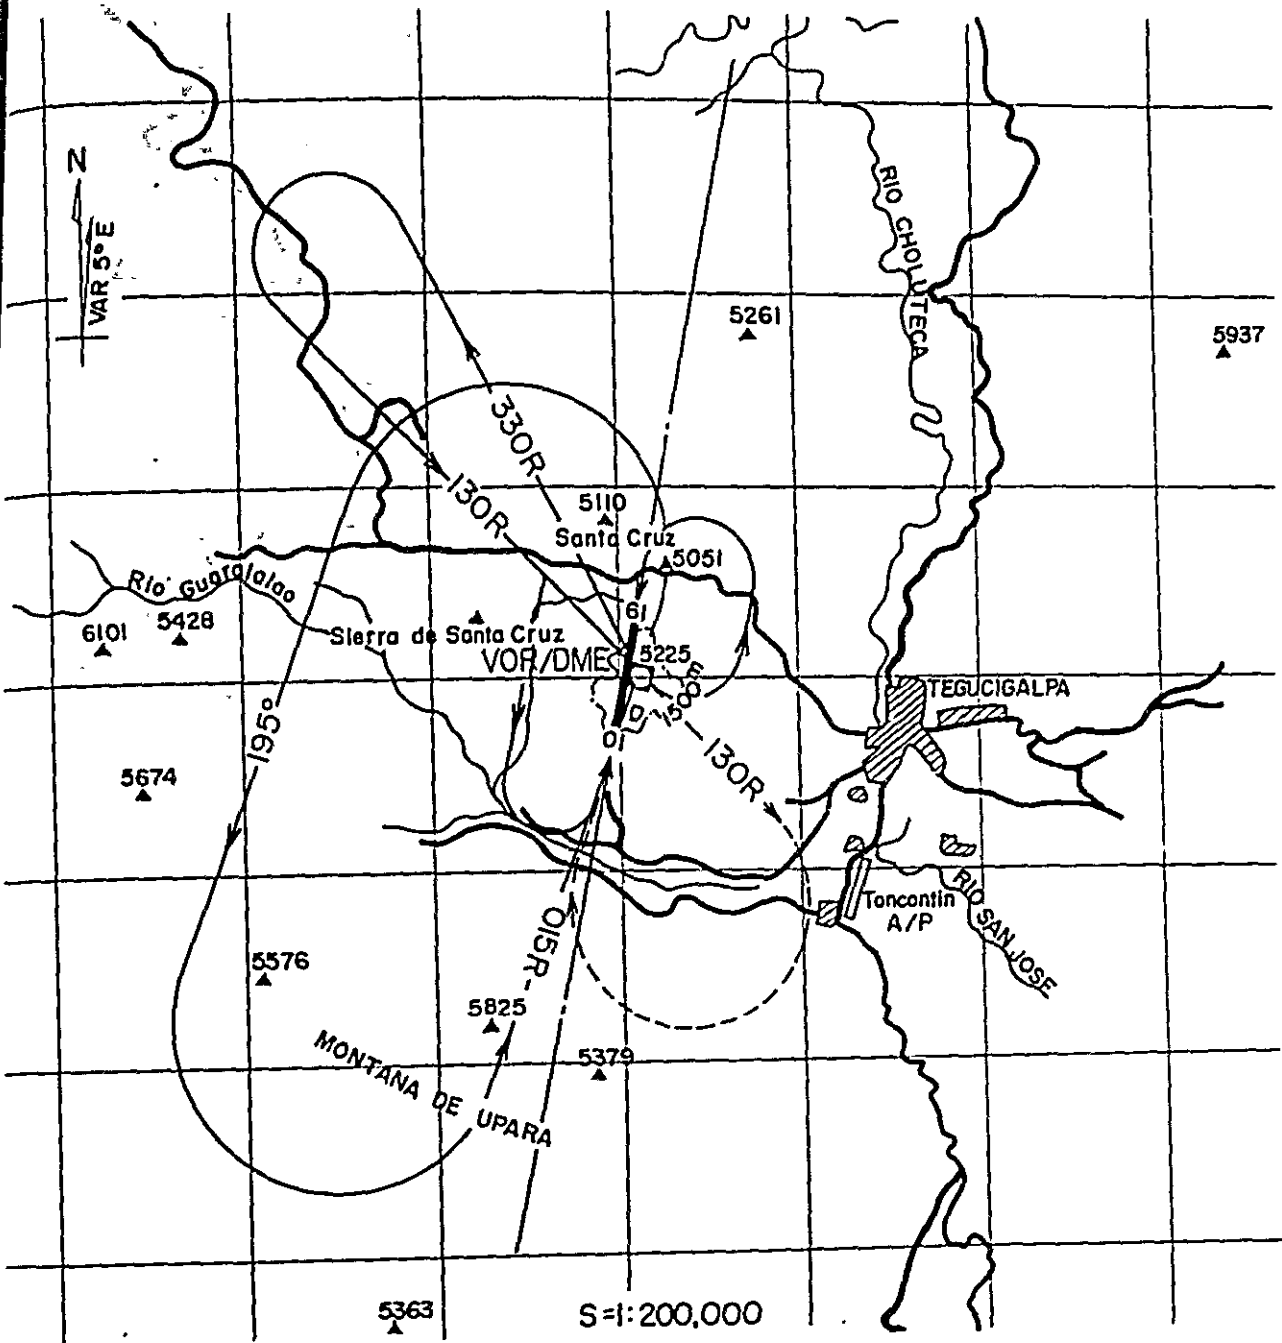 N
VAR 5°E
RIO CHOLUTECA
5261
5937
330R
130R
5110
Santa Cruz
5051
Rio Guaralalao
6101
5428
Sierra de Santa Cruz
61
VOR/DME
5225
1500m
TEGUCIGALPA
195°
0
130R
5674
Toncontin
A/P
RIO SAN JOSE
015R
5576
5825
5379
MONTANA DE UPARA
5363
S=1:200,000